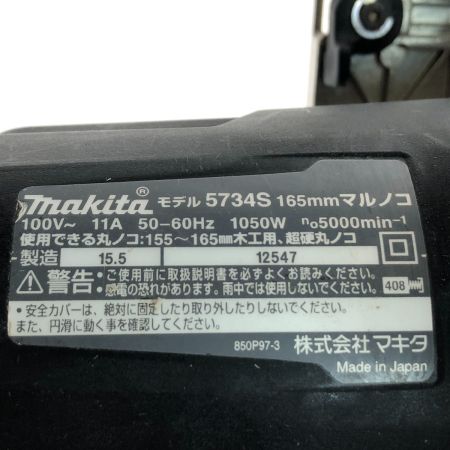 makita® モデル 5734S 165mm マルノコ
100V~ 11A 50-60Hz 1050W n₀5000min⁻¹
使用できる丸ノコ:155～165mm木工用、超硬丸ノコ
製造 15.5 12547
⚠警告 ・ご使用前に取扱説明書を必ずよくお読みください。
・感電の恐れがあります。雨中では使用しないでください。
408
・安全カバーは、絶対に固定したり取り外したりしないでください。
また、円滑に動く事を確認してください。
850P97-3 株式会社マキタ
Made in Japan